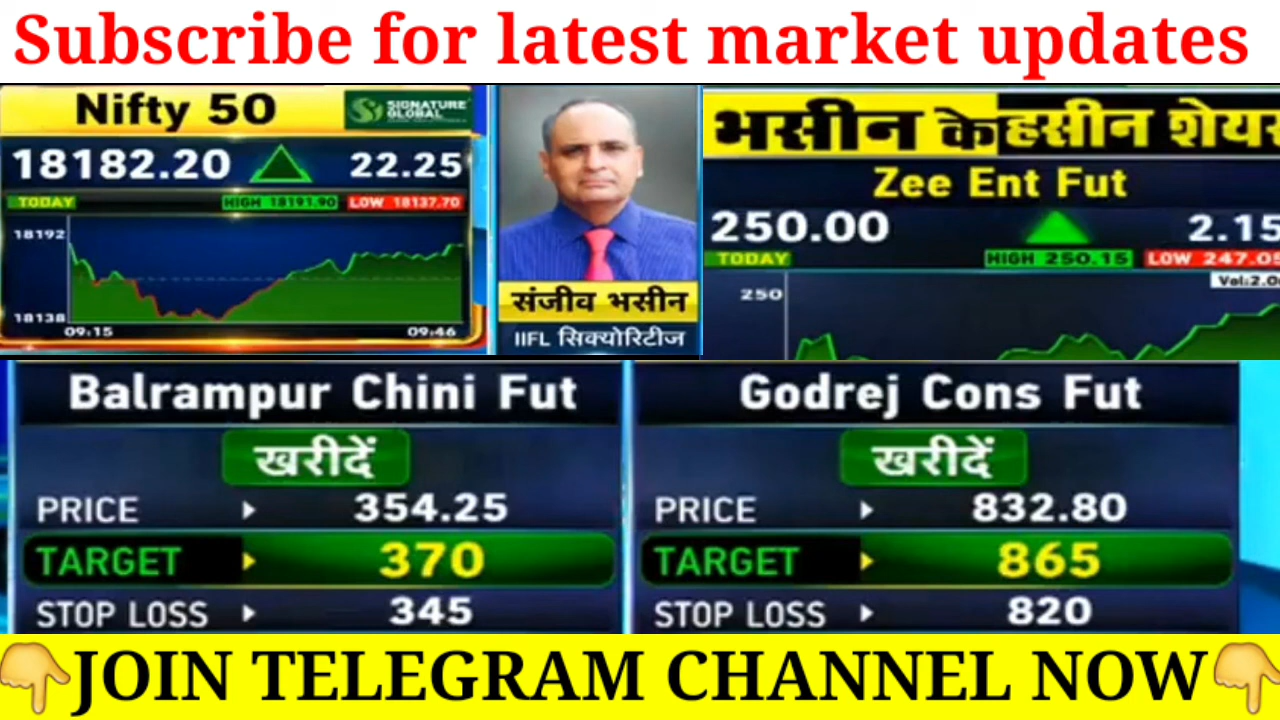 Subscribe for latest market updates
Nifty 50
SIGNATURE
GLOBAL
18182.20 22.25
TODAY HIGH 18191.90 LOW 18137.70
18192
18138
09:15 09:46
संजीव भसीन
IIFL सिक्योरिटीज
भसीन के हसीन शेयर
Zee Ent Fut
250.00 2.15
TODAY HIGH 250.15 LOW 247.05
Vol:2.0
250
Balrampur Chini Fut
खरीदें
PRICE 354.25
TARGET 370
STOP LOSS 345
Godrej Cons Fut
खरीदें
PRICE 832.80
TARGET 865
STOP LOSS 820
👇JOIN TELEGRAM CHANNEL NOW👇